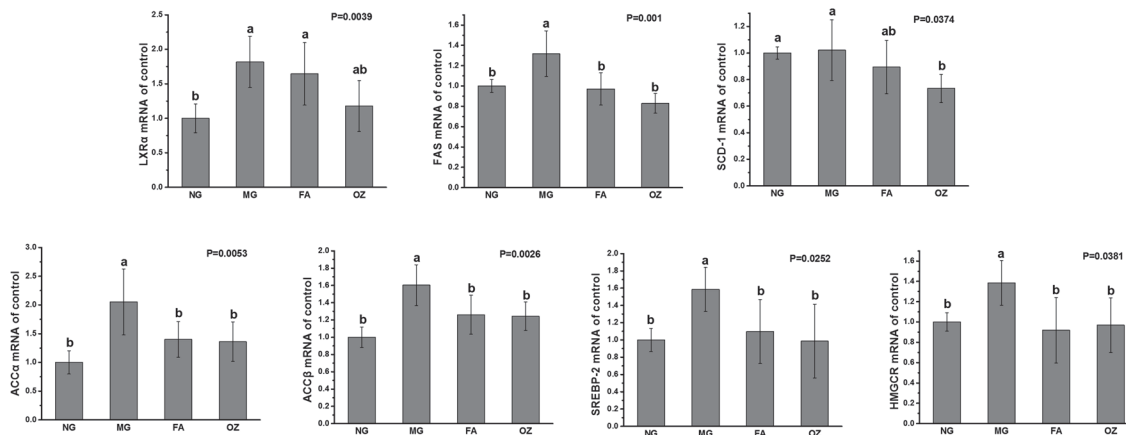 P=0.0039
LXRα mRNA of control
2.5
2.0
1.5
1.0
0.5
0.0
b
a
a
ab
NG MG FA OZ
P=0.001
FAS mRNA of control
1.6
1.4
1.2
1.0
0.8
0.6
0.4
0.2
0.0
b
a
b
b
NG MG FA OZ
P=0.0374
SCD-1 mRNA of control
1.2
1.0
0.8
0.6
0.4
0.2
0.0
a
a
ab
b
NG MG FA OZ
P=0.0053
ACCα mRNA of control
3.0
2.5
2.0
1.5
1.0
0.5
0.0
b
a
b
b
NG MG FA OZ
P=0.0026
ACCβ mRNA of control
2.0
1.8
1.6
1.4
1.2
1.0
0.8
0.6
0.4
0.2
0.0
b
a
b
b
NG MG FA OZ
P=0.0252
SREBP-2 mRNA of control
2.0
1.8
1.6
1.4
1.2
1.0
0.8
0.6
0.4
0.2
0.0
b
a
b
b
NG MG FA OZ
P=0.0381
HMGCR mRNA of control
1.8
1.6
1.4
1.2
1.0
0.8
0.6
0.4
0.2
0.0
b
a
b
b
NG MG FA OZ